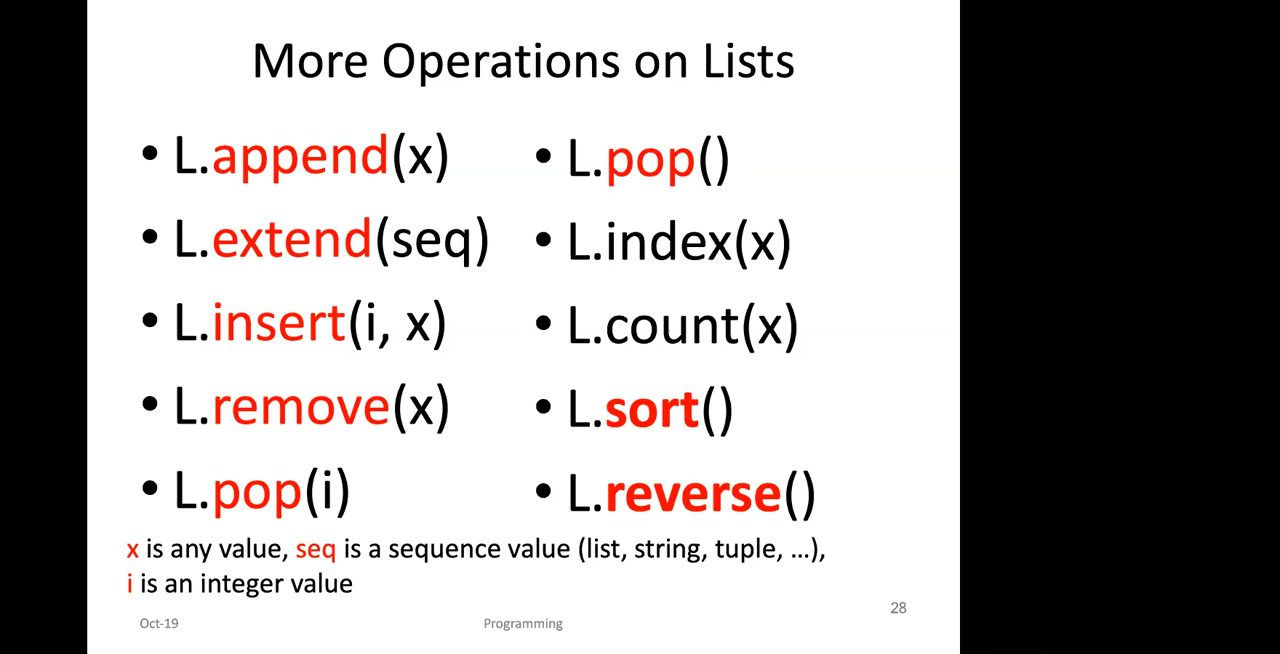 More Operations on Lists
• L.append(x)
• L.extend(seq)
• L.insert(i, x)
• L.remove(x)
• L.pop(i)
• L.pop()
• L.index(x)
• L.count(x)
• L.sort()
• L.reverse()
x is any value, seq is a sequence value (list, string, tuple, ...),
i is an integer value
28
Oct-19
Programming